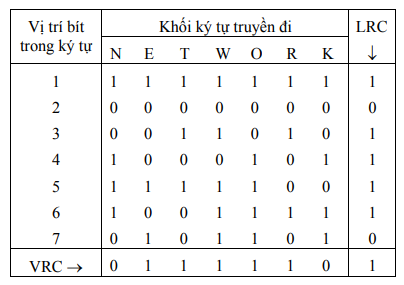 Vị trí bít trong ký tự Khối ký tự truyền đi LRC
N E T W O R K ↓
1 1 1 1 1 1 1 1 1
2 0 0 0 0 0 0 0 0
3 0 0 1 1 0 1 0 1
4 1 0 0 0 1 0 1 1
5 1 1 1 1 1 0 0 1
6 1 0 0 1 1 1 1 1
7 0 1 0 1 1 0 1 0
VRC → 0 1 1 1 1 1 0 1